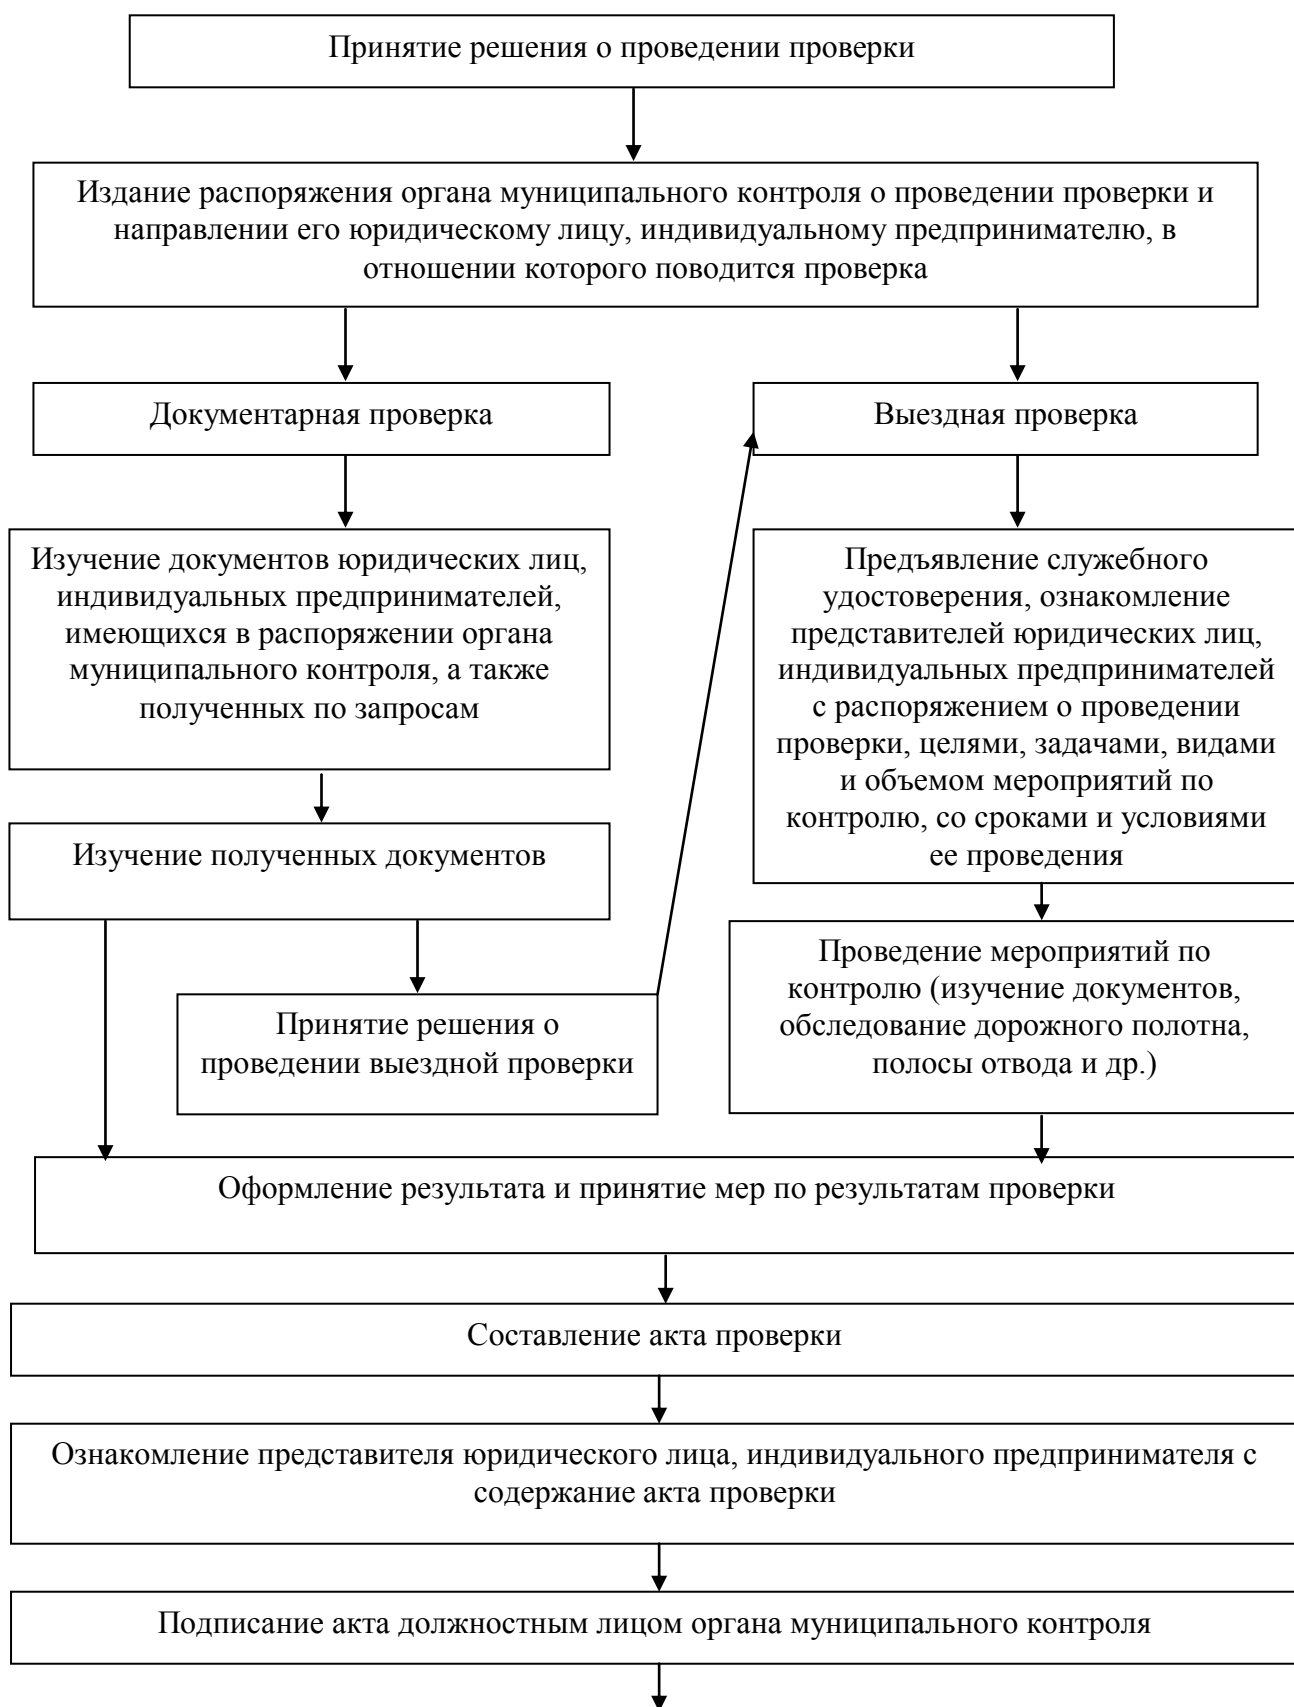 Принятие решения о проведении проверки
Издание распоряжения органа муниципального контроля о проведении проверки и
направлении его юридическому лицу, индивидуальному предпринимателю, в
отношении которого поводится проверка
Документарная проверка
Выездная проверка
Изучение документов юридических лиц,
индивидуальных предпринимателей,
имеющихся в распоряжении органа
муниципального контроля, а также
полученных по запросам
Предъявление служебного
удостоверения, ознакомление
представителей юридических лиц,
индивидуальных предпринимателей
с распоряжением о проведении
проверки, целями, задачами, видами
и объемом мероприятий по
контролю, со сроками и условиями
ее проведения
Изучение полученных документов
Принятие решения о
проведении выездной проверки
Проведение мероприятий по
контролю (изучение документов,
обследование дорожного полотна,
полосы отвода и др.)
Оформление результата и принятие мер по результатам проверки
Составление акта проверки
Ознакомление представителя юридического лица, индивидуального предпринимателя с
содержание акта проверки
Подписание акта должностным лицом органа муниципального контроля